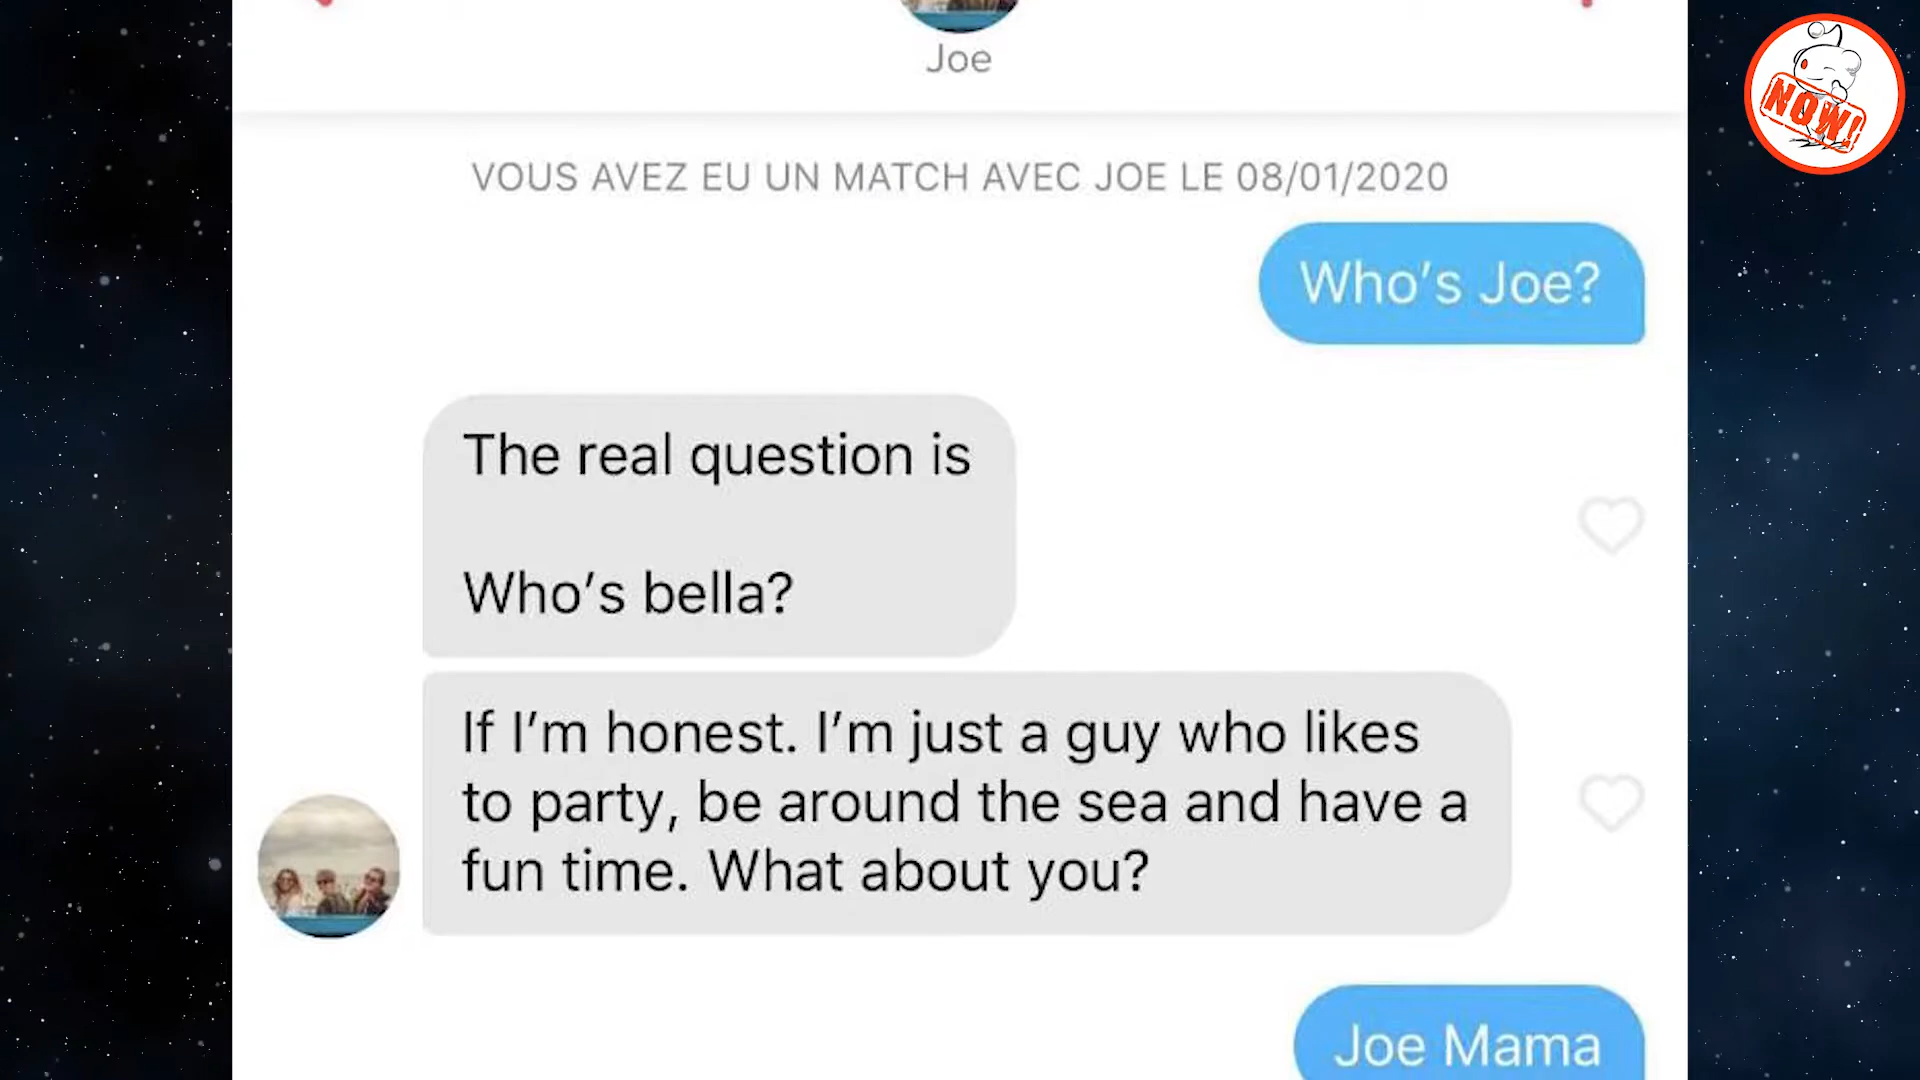 Joe
VOUS AVEZ EU UN MATCH AVEC JOE LE 08/01/2020
Who's Joe?
The real question is
Who's bella?
If I'm honest. I'm just a guy who likes
to party, be around the sea and have a
fun time. What about you?
Joe Mama
NOW!